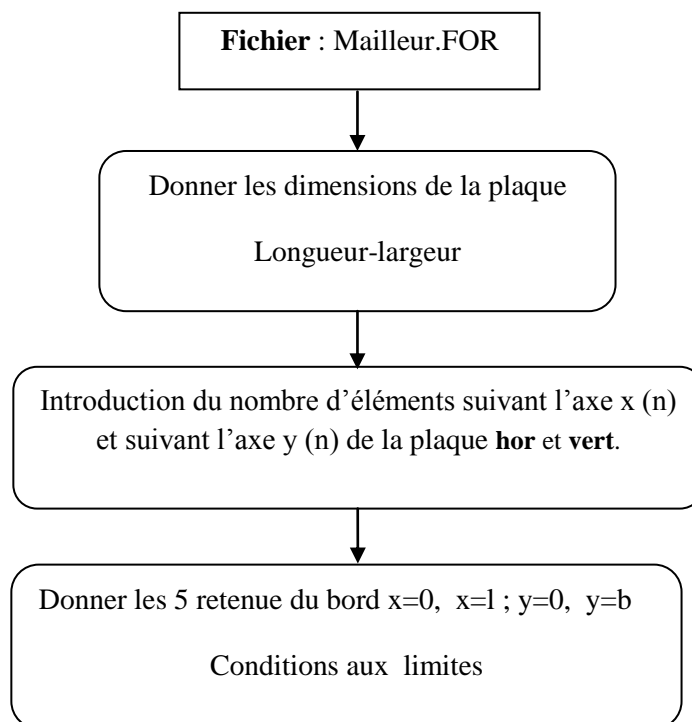 Fichier : Mailleur.FOR
Donner les dimensions de la plaque
Longueur-largeur
Introduction du nombre d’éléments suivant l’axe x (n)
et suivant l’axe y (n) de la plaque hor et vert.
Donner les 5 retenue du bord x=0, x=l ; y=0, y=b
Conditions aux limites